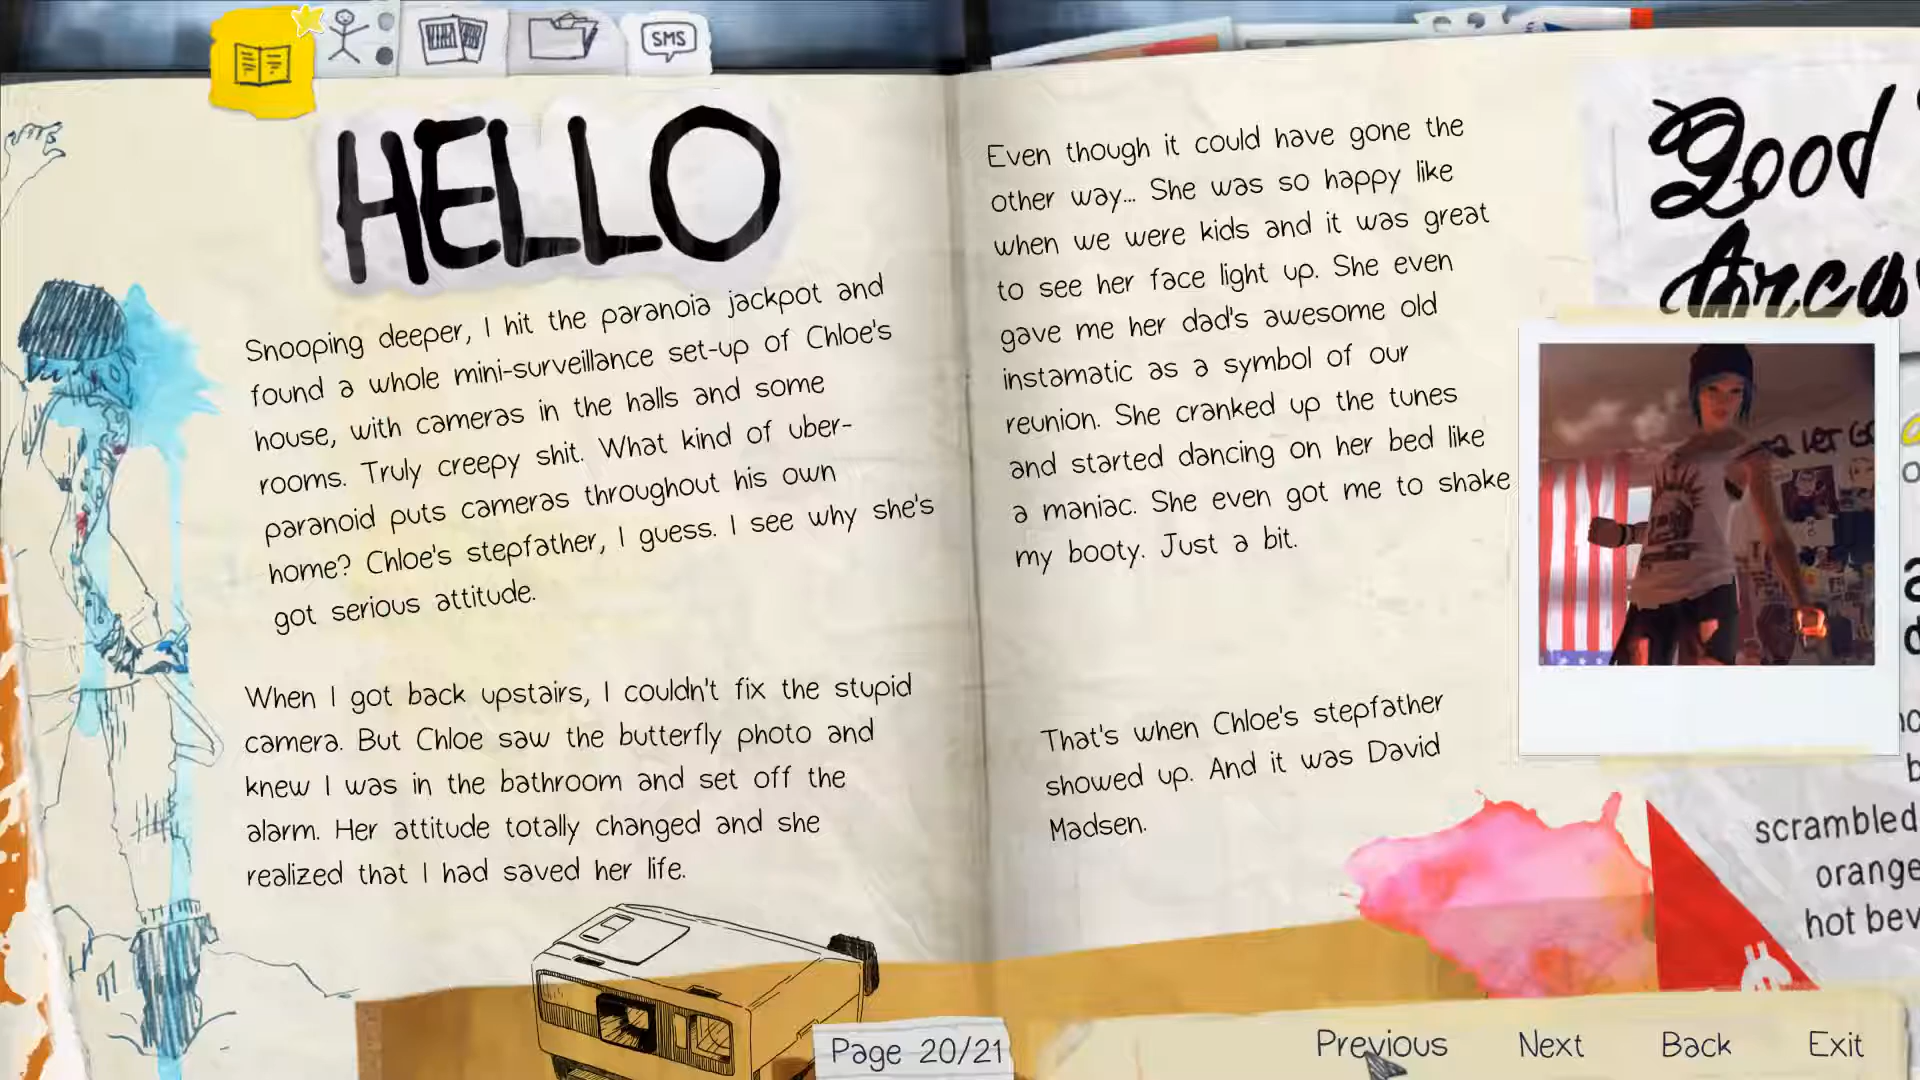 SMS
HELLO
Snooping deeper, I hit the paranoia jackpot and
found a whole mini-surveillance set-up of Chloe's
house, with cameras in the halls and some
rooms. Truly creepy shit. What kind of uber-
paranoid puts cameras throughout his own
home? Chloe's stepfather, I guess. I see why she's
got serious attitude.
When I got back upstairs, I couldn't fix the stupid
camera. But Chloe saw the butterfly photo and
knew I was in the bathroom and set off the
alarm. Her attitude totally changed and she
realized that I had saved her life.
Even though it could have gone the
other way... She was so happy like
when we were kids and it was great
to see her face light up. She even
gave me her dad's awesome old
instamatic as a symbol of our
reunion. She cranked up the tunes
and started dancing on her bed like
a maniac. She even got me to shake
my booty. Just a bit.
That's when Chloe's stepfather
showed up. And it was David
Madsen.
Good
scrambled
orange
hot bev
Page 20/21
Previous
Next
Back
Exit